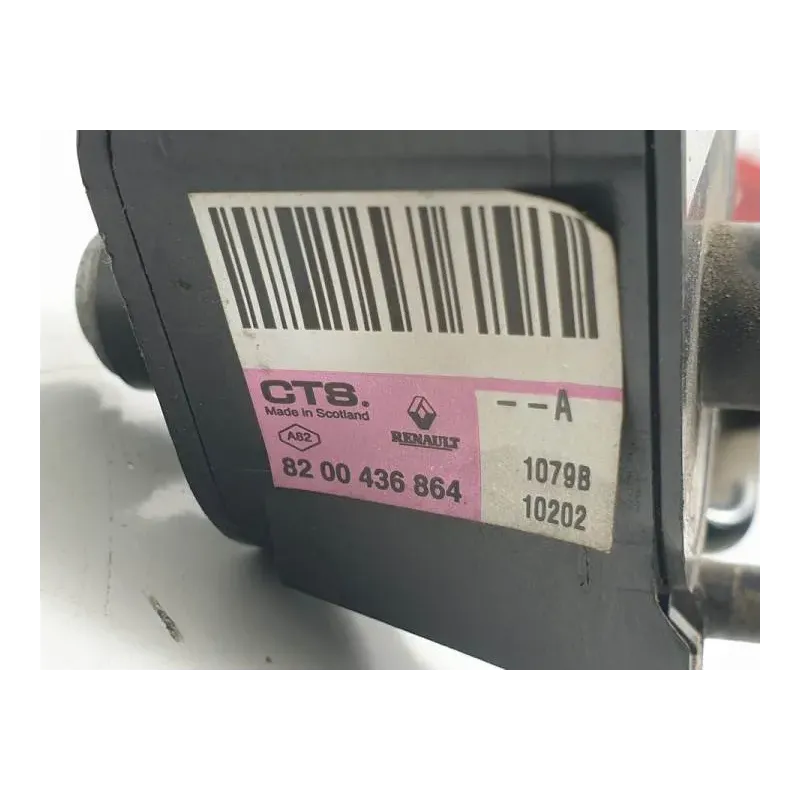 CTS.
Made in Scotland
A82
RENAULT
82 00 436 864
--A
1079B
10202